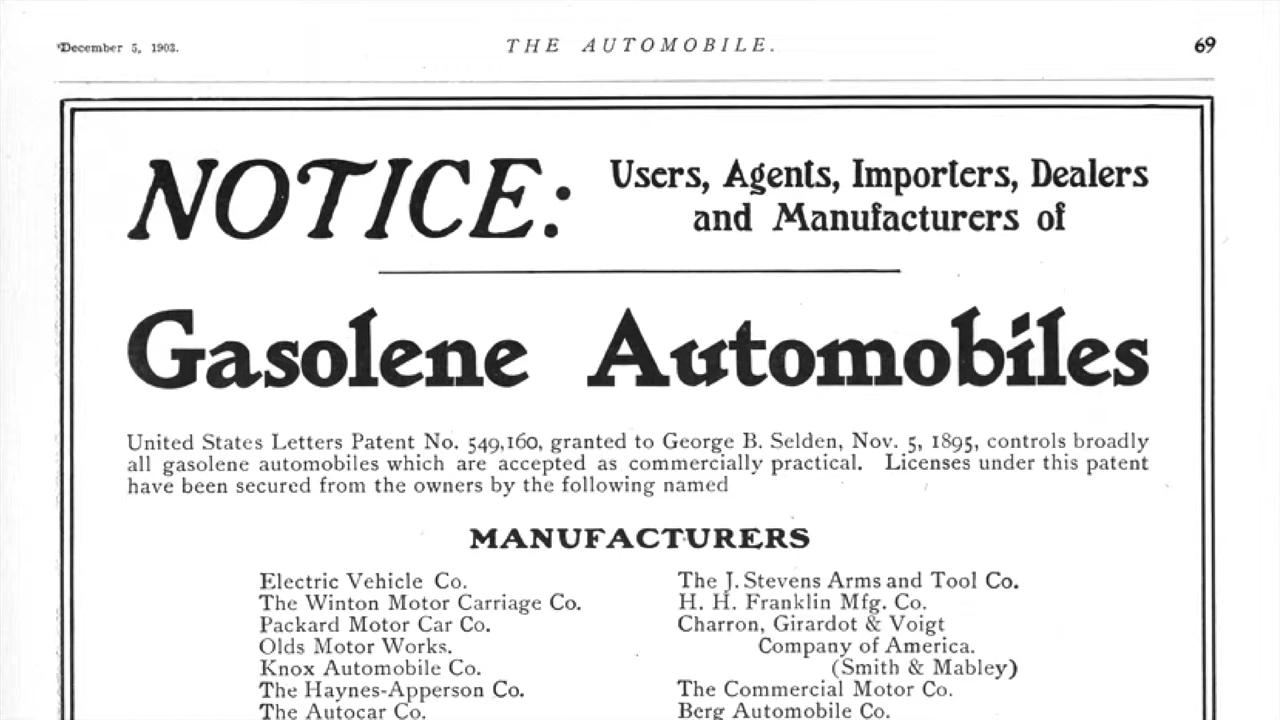 December 5, 1903.
THE AUTOMOBILE.
69
NOTICE:
Users, Agents, Importers, Dealers
and Manufacturers of
Gasolene Automobiles
United States Letters Patent No. 549,160, granted to George B. Selden, Nov. 5, 1895, controls broadly
all gasolene automobiles which are accepted as commercially practical. Licenses under this patent
have been secured from the owners by the following named
MANUFACTURERS
Electric Vehicle Co.
The Winton Motor Carriage Co.
Packard Motor Car Co.
Olds Motor Works.
Knox Automobile Co.
The Haynes-Apperson Co.
The Autocar Co.
The J. Stevens Arms and Tool Co.
H. H. Franklin Mfg. Co.
Charron, Girardot & Voigt
Company of America.
(Smith & Mabley)
The Commercial Motor Co.
Berg Automobile Co.